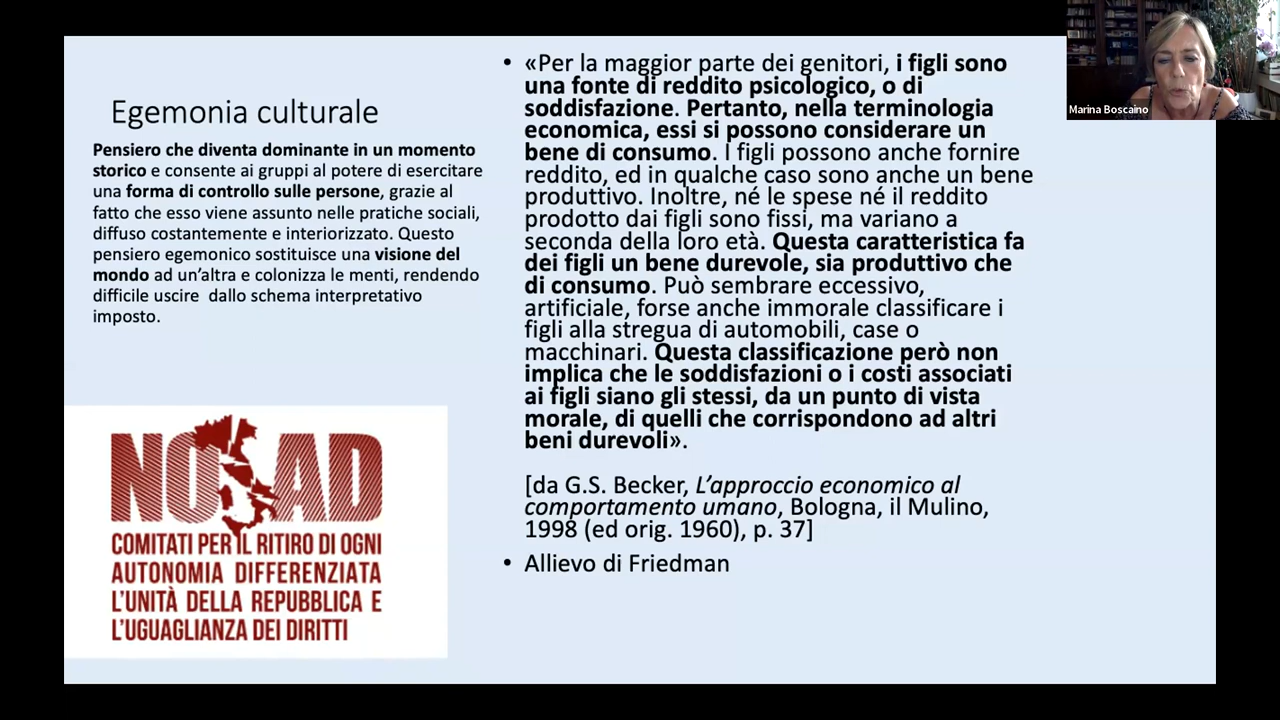 Egemonia culturale
Pensiero che diventa dominante in un momento
storico e consente ai gruppi al potere di esercitare
una forma di controllo sulle persone, grazie al
fatto che esso viene assunto nelle pratiche sociali,
diffuso costantemente e interiorizzato. Questo
pensiero egemonico sostituisce una visione del
mondo ad un’altra e colonizza le menti, rendendo
difficile uscire dallo schema interpretativo
imposto.
NO AD
COMITATI PER IL RITIRO DI OGNI
AUTONOMIA DIFFERENZIATA
L'UNITÀ DELLA REPUBBLICA E
L'UGUAGLIANZA DEI DIRITTI
• «Per la maggior parte dei genitori, i figli sono
una fonte di reddito psicologico, o di
soddisfazione. Pertanto, nella terminologia
economica, essi si possono considerare un
bene di consumo. I figli possono anche fornire
reddito, ed in qualche caso sono anche un bene
produttivo. Inoltre, né le spese né il reddito
prodotto dai figli sono fissi, ma variano a
seconda della loro età. Questa caratteristica fa
dei figli un bene durevole, sia produttivo che
di consumo. Può sembrare eccessivo,
artificiale, forse anche immorale classificare i
figli alla stregua di automobili, case o
macchinari. Questa classificazione però non
implica che le soddisfazioni o i costi associati
ai figli siano gli stessi, da un punto di vista
morale, di quelli che corrispondono ad altri
beni durevoli».
[da G.S. Becker, L’approccio economico al
comportamento umano, Bologna, il Mulino,
1998 (ed orig. 1960), p. 37]
• Allievo di Friedman
Marina Boscaino